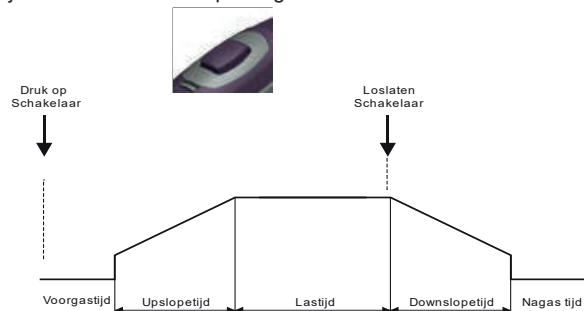 Druk op
Schakelaar
Loslaten
Schakelaar
Voorgastijd
Upslopetijd
Lastijd
Downslopetijd
Nagas tijd